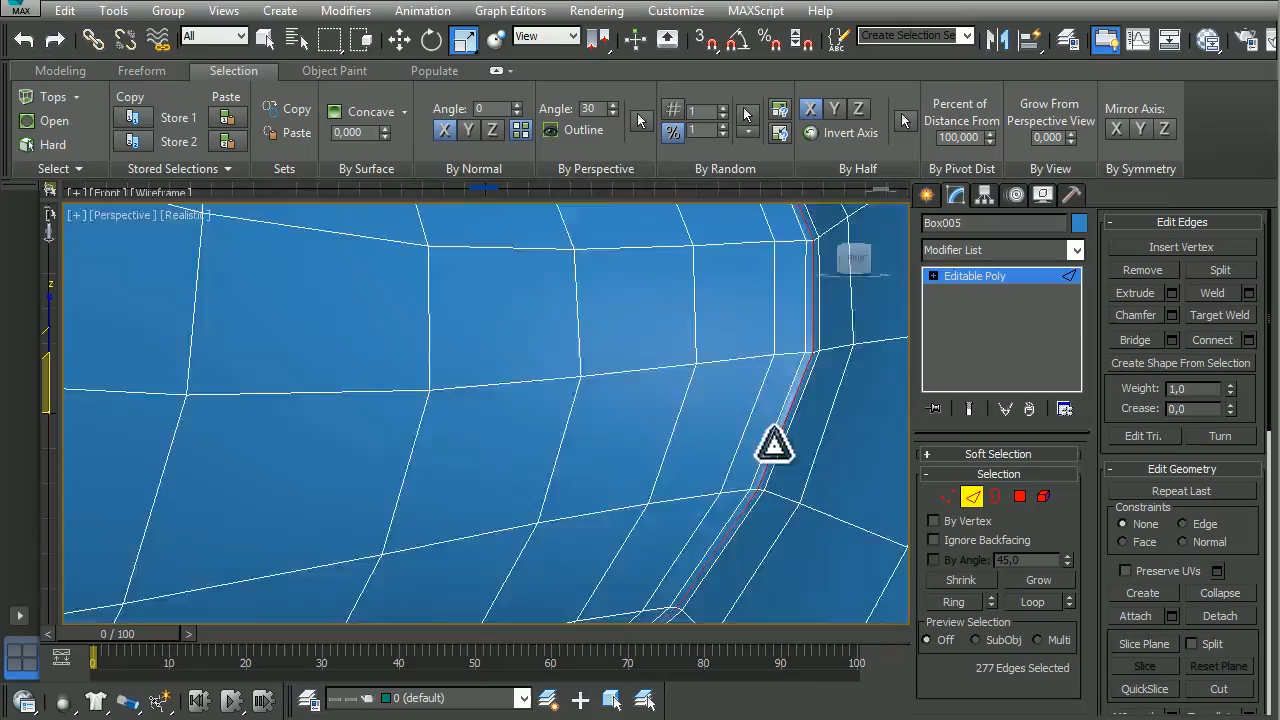 MAX Edit Tools Group Views Create Modifiers Animation Graph Editors Rendering Customize MAXScript Help
All View 3 ABC Create Selection Se
Modeling Freeform Selection Object Paint Populate
Tops Copy Paste Copy Concave Angle: 0 Angle: 30 # 1 X Y Z Percent of Grow From Mirror Axis:
Open Store 1 Paste 0,000 X Y Z Outline % 1 Invert Axis Distance From Perspective View X Y Z
Hard Store 2 100,000 0,000
Select Stored Selections Sets By Surface By Normal By Perspective By Random By Half By Pivot Dist By View By Symmetry
[+][Front][Wireframe]
[+][Perspective][Realistic]
z
Box005
Modifier List
Editable Poly
Soft Selection
Selection
By Vertex
Ignore Backfacing
By Angle: 45,0
Shrink Grow
Ring Loop
Preview Selection
Off SubObj Multi
277 Edges Selected
Edit Edges
Insert Vertex
Remove Split
Extrude Weld
Chamfer Target Weld
Bridge Connect
Create Shape From Selection
Weight: 1,0
Crease: 0,0
Edit Tri. Turn
Edit Geometry
Repeat Last
Constraints
None Edge
Face Normal
Preserve UVs
Create Collapse
Attach Detach
Slice Plane Split
Slice Reset Plane
QuickSlice Cut
< 0 / 100 >
0 10 20 30 40 50 60 70 80 90 100
0 (default)